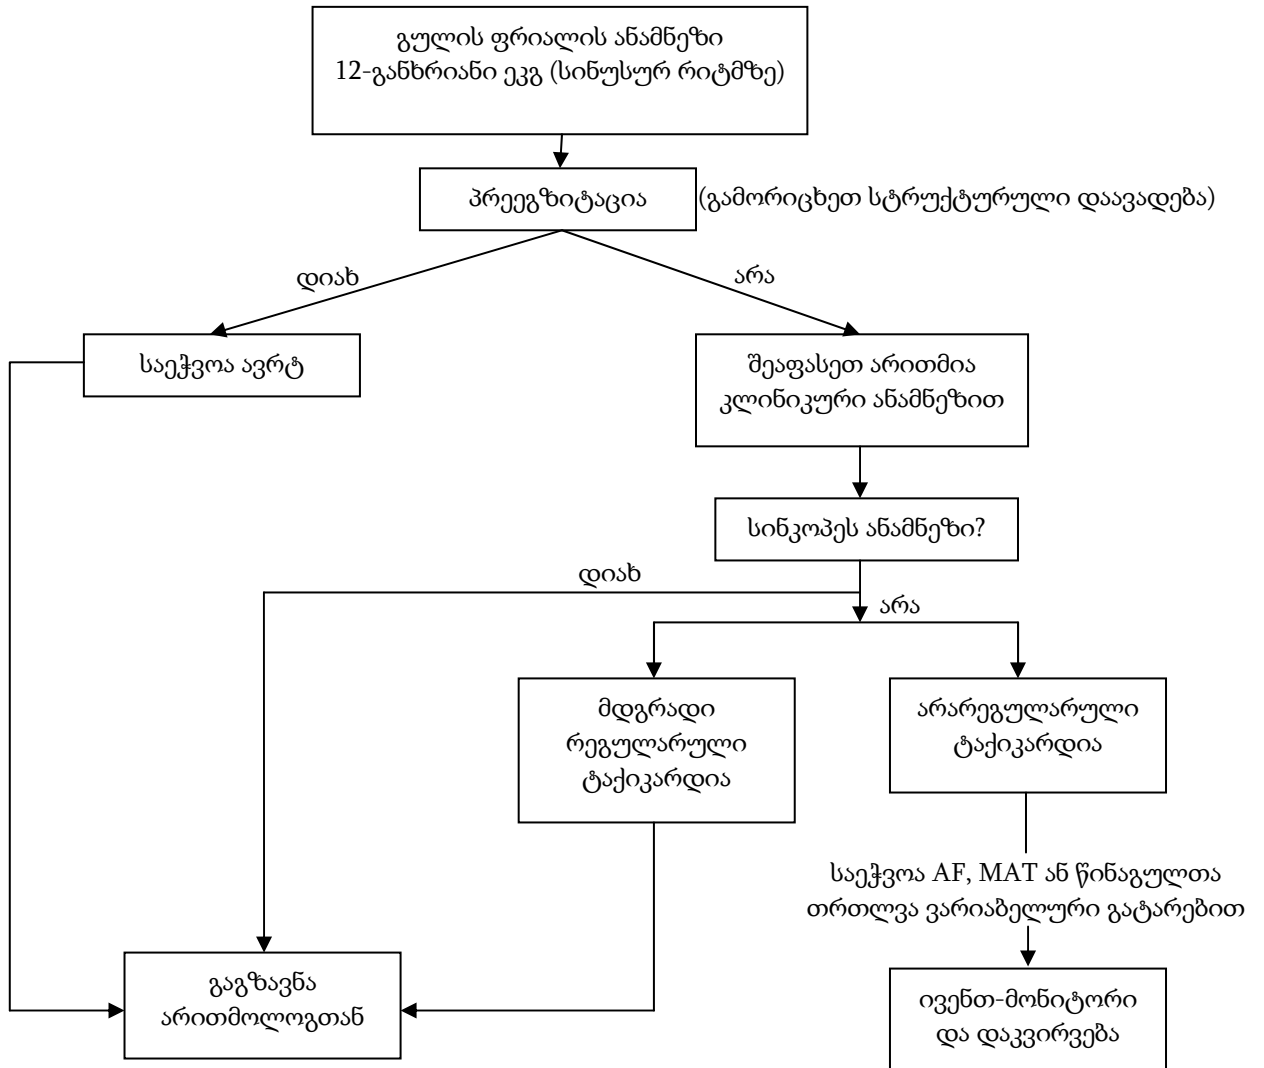 გულის ფრიალის ანამნეზი
12-განხრიანი ეკგ (სინუსურ რიტმზე)
პრეეგზიტაცია
(გამორიცხეთ სტრუქტურული დაავადება)
დიახ
არა
საეჭვოა ავრტ
შეაფასეთ არითმია
კლინიკური ანამნეზით
სინკოპეს ანამნეზი?
დიახ
არა
მდგრადი
რეგულარული
ტაქიკარდია
არარეგულარული
ტაქიკარდია
საეჭვოა AF, MAT ან წინაგულთა
თრთლვა ვარიაბელური გატარებით
გაგზავნა
არითმოლოგთან
ივენთ-მონიტორი
და დაკვირვება